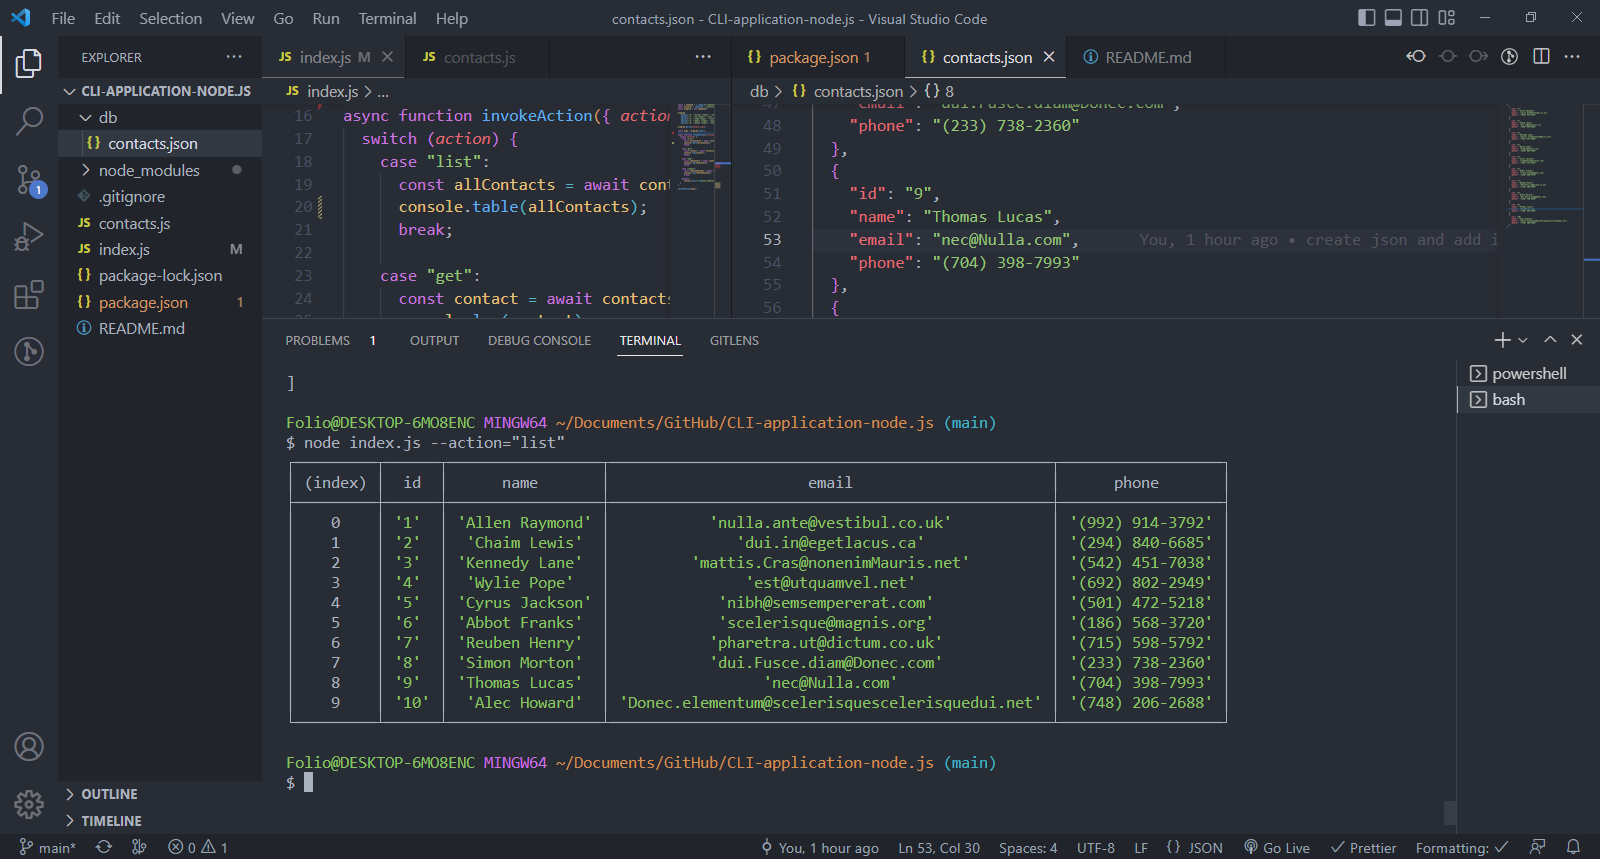 File Edit Selection View Go Run Terminal Help
contacts.json - CLI-application-node.js - Visual Studio Code
EXPLORER ···
CLI-APPLICATION-NODE.JS
db
{} contacts.json
node_modules
.gitignore
JS contacts.js
JS index.js M
{} package-lock.json
{} package.json 1
README.md
OUTLINE
TIMELINE
JS index.js M
JS contacts.js
JS index.js > ...
16 async function invokeAction({ action
17 switch (action) {
18 case "list":
19 const allContacts = await cont
20 console.table(allContacts);
21 break;
22
23 case "get":
24 const contact = await contacts
{} package.json 1
{} contacts.json
README.md
db > {} contacts.json > {} 8
47 "email": "dui.Fusce.diam@Donec.com",
48 "phone": "(233) 738-2360"
49 },
50 {
51 "id": "9",
52 "name": "Thomas Lucas",
53 "email": "nec@Nulla.com", You, 1 hour ago • create json and add i
54 "phone": "(704) 398-7993"
55 },
56 {
PROBLEMS 1 OUTPUT DEBUG CONSOLE TERMINAL GITLENS
powershell
bash
]
Folio@DESKTOP-6MO8ENC MINGW64 ~/Documents/GitHub/CLI-application-node.js (main)
$ node index.js --action="list"
(index) id name email phone
0 '1' 'Allen Raymond' 'nulla.ante@vestibul.co.uk' '(992) 914-3792'
1 '2' 'Chaim Lewis' 'dui.in@egetlacus.ca' '(294) 840-6685'
2 '3' 'Kennedy Lane' 'mattis.Cras@nonenimMauris.net' '(542) 451-7038'
3 '4' 'Wylie Pope' 'est@utquamvel.net' '(692) 802-2949'
4 '5' 'Cyrus Jackson' 'nibh@semsempererat.com' '(501) 472-5218'
5 '6' 'Abbot Franks' 'scelerisque@magnis.org' '(186) 568-3720'
6 '7' 'Reuben Henry' 'pharetra.ut@dictum.co.uk' '(715) 598-5792'
7 '8' 'Simon Morton' 'dui.Fusce.diam@Donec.com' '(233) 738-2360'
8 '9' 'Thomas Lucas' 'nec@Nulla.com' '(704) 398-7993'
9 '10' 'Alec Howard' 'Donec.elementum@scelerisquescelerisquedui.net' '(748) 206-2688'
Folio@DESKTOP-6MO8ENC MINGW64 ~/Documents/GitHub/CLI-application-node.js (main)
$
main* 0 1 You, 1 hour ago Ln 53, Col 30 Spaces: 4 UTF-8 LF {} JSON Go Live Prettier Formatting: